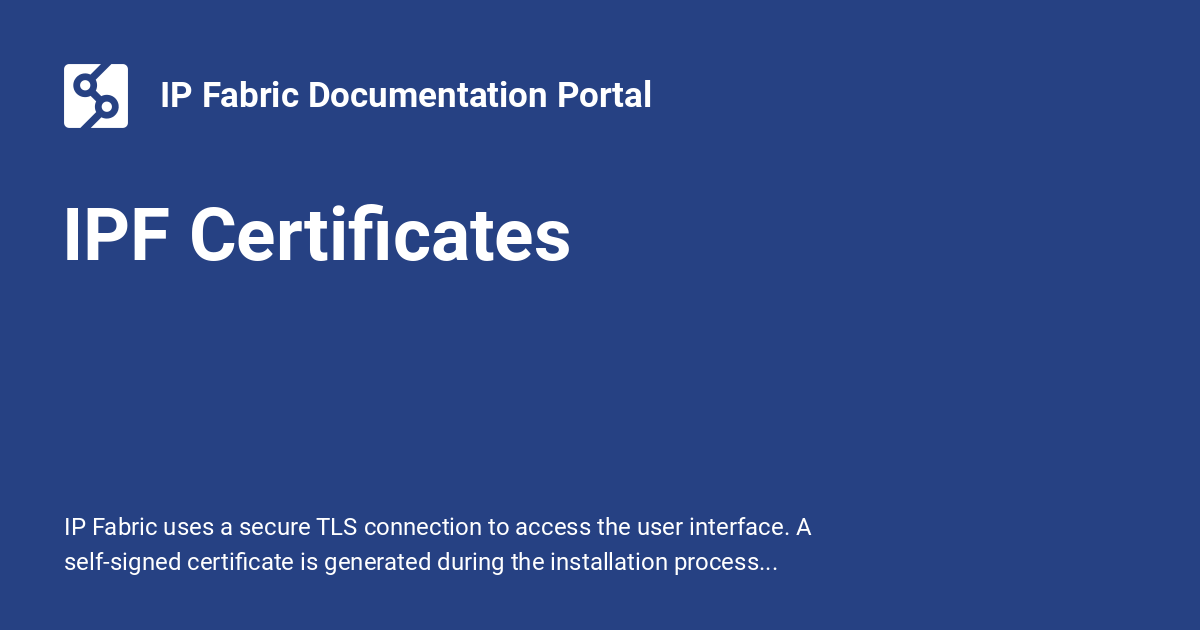 IP Fabric Documentation Portal
IPF Certificates
IP Fabric uses a secure TLS connection to access the user interface. A
self-signed certificate is generated during the installation process...